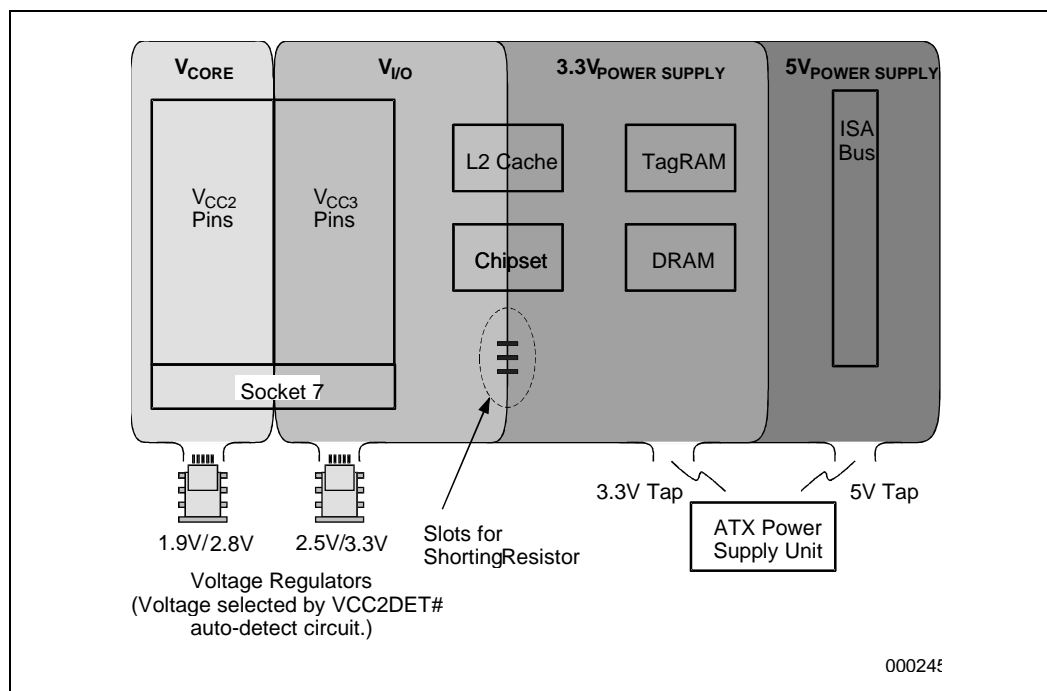 VCORE
VI/O
3.3VPOWER SUPPLY
5VPOWER SUPPLY
ISA
Bus
L2 Cache
TagRAM
VCC2
Pins
VCC3
Pins
Chipset
DRAM
Socket 7
3.3V Tap
5V Tap
1.9V/2.8V
2.5V/3.3V
Slots for
ShortingResistor
ATX Power
Supply Unit
Voltage Regulators
(Voltage selected by VCC2DET#
auto-detect circuit.)
000245